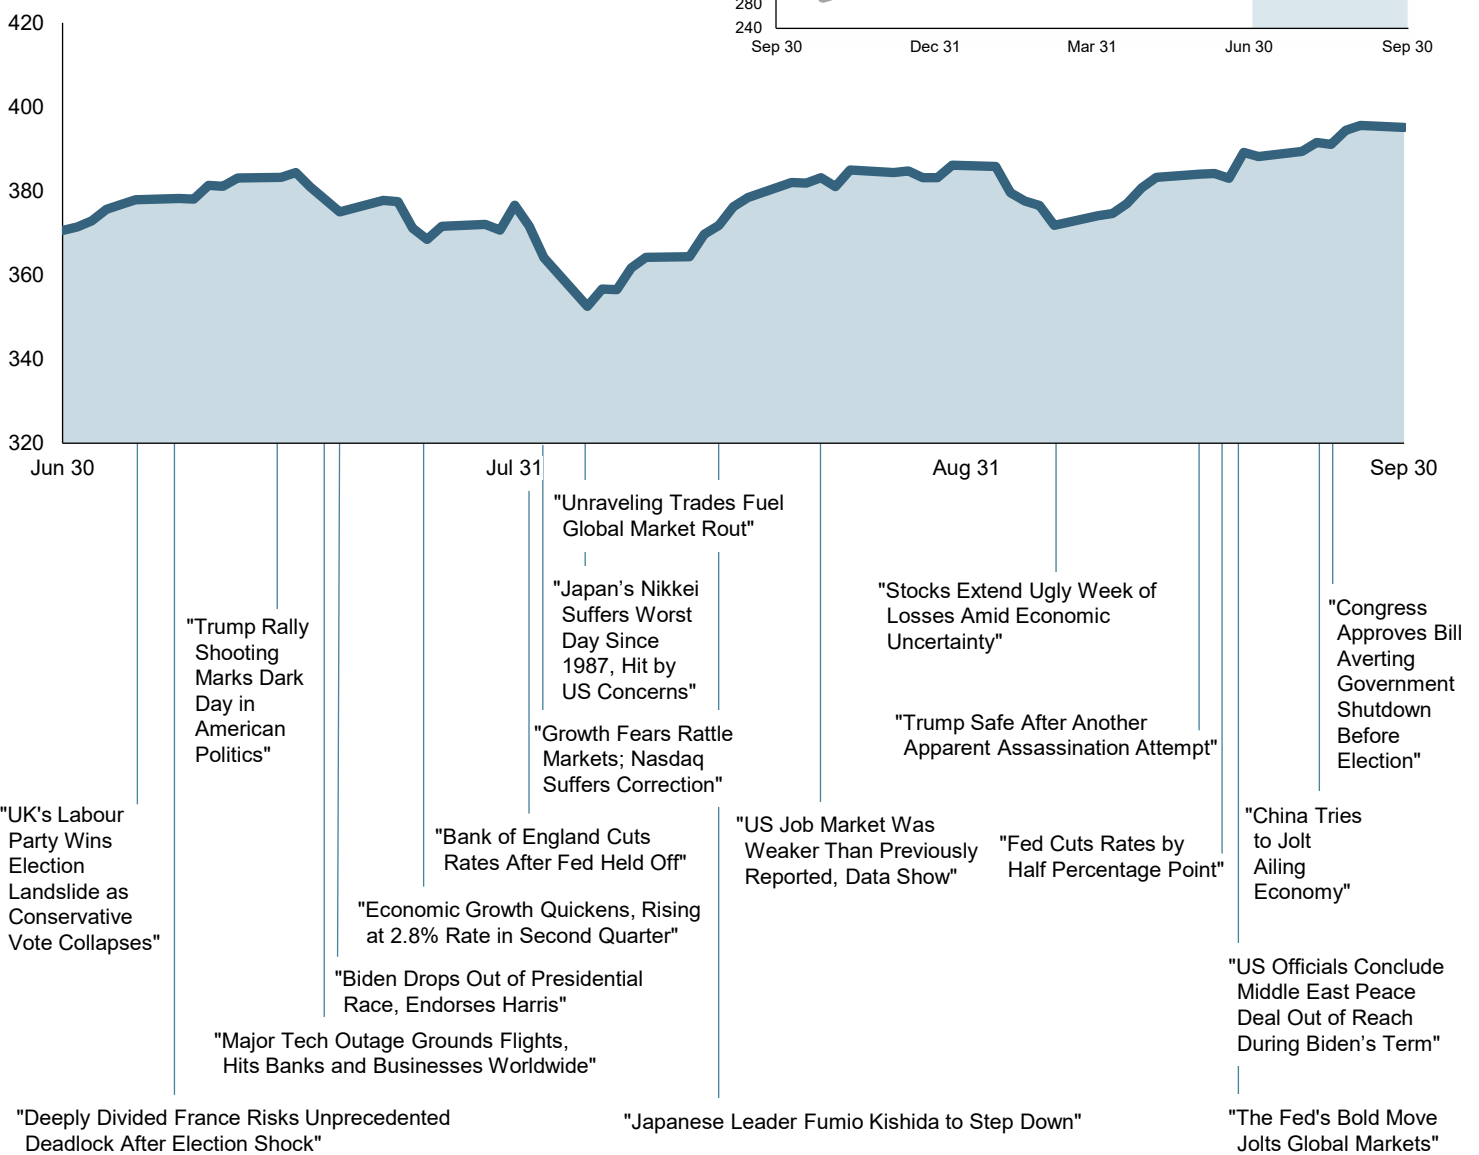 280
240
Sep 30
Dec 31
Mar 31
Jun 30
Sep 30
420
400
380
360
340
320
Jun 30
Jul 31
Aug 31
Sep 30
"Unraveling Trades Fuel
Global Market Rout"
"Japan’s Nikkei
Suffers Worst
Day Since
1987, Hit by
US Concerns"
"Stocks Extend Ugly Week of
Losses Amid Economic
Uncertainty"
"Congress
Approves Bill
Averting
Government
Shutdown
Before
Election"
"Trump Rally
Shooting
Marks Dark
Day in
American
Politics"
"Growth Fears Rattle
Markets; Nasdaq
Suffers Correction"
"Trump Safe After Another
Apparent Assassination Attempt"
"UK's Labour
Party Wins
Election
Landslide as
Conservative
Vote Collapses"
"Bank of England Cuts
Rates After Fed Held Off"
"US Job Market Was
Weaker Than Previously
Reported, Data Show"
"Fed Cuts Rates by
Half Percentage Point"
"China Tries
to Jolt
Ailing
Economy"
"Economic Growth Quickens, Rising
at 2.8% Rate in Second Quarter"
"Biden Drops Out of Presidential
Race, Endorses Harris"
"US Officials Conclude
Middle East Peace
Deal Out of Reach
During Biden’s Term"
"Major Tech Outage Grounds Flights,
Hits Banks and Businesses Worldwide"
"Deeply Divided France Risks Unprecedented
Deadlock After Election Shock"
"Japanese Leader Fumio Kishida to Step Down"
"The Fed's Bold Move
Jolts Global Markets"